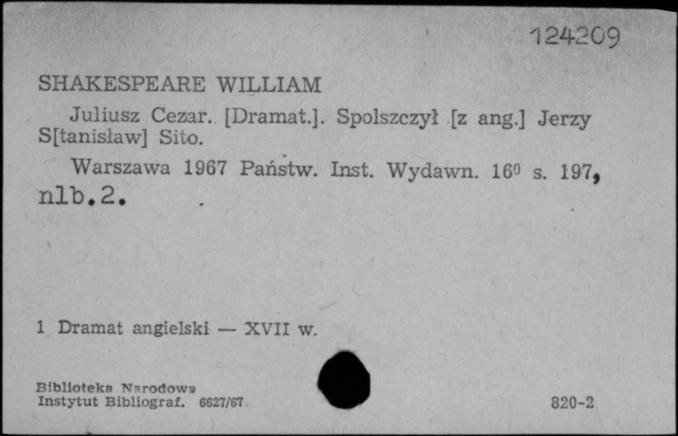 124209
SHAKESPEARE WILLIAM
Juliusz Cezar. [Dramat.]. Spolszczył [z ang.] Jerzy
S[tanisław] Sito.
Warszawa 1967 Państw. Inst. Wydawn. 16⁰ s. 197,
nlb.2.
1 Dramat angielski — XVII w.
Biblioteka Narodowa
Instytut Bibliograf. 6627/67
820-2